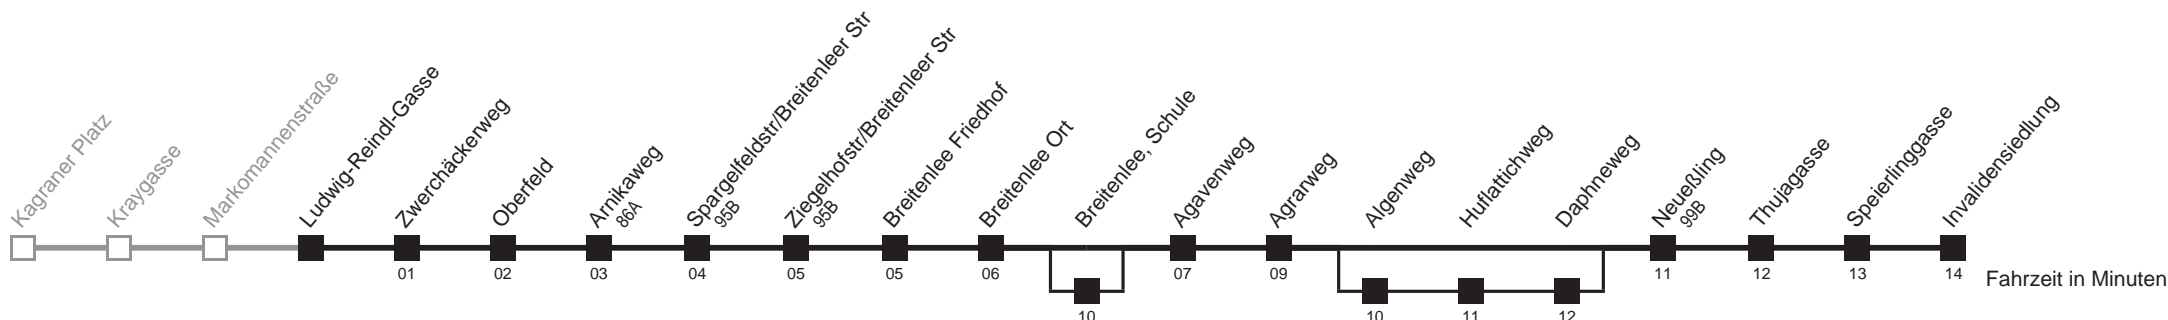 Kagraner Platz
Kraygasse
Markomannenstraße
Ludwig-Reindl-Gasse
Zwerchäckerweg
01
Oberfeld
02
Arnikaweg
86A
03
Spargelfeldstr/Breitenleer Str
95B
04
Ziegelhofstr/Breitenleer Str
95B
05
Breitenlee Friedhof
05
Breitenlee Ort
06
Breitenlee, Schule
10
Agavenweg
07
Agrarweg
09
Algenweg
10
Huflattichweg
11
Daphneweg
12
Neueßling
99B
11
Thujagasse
12
Speierlinggasse
13
Invalidensiedlung
14
Fahrzeit in Minuten